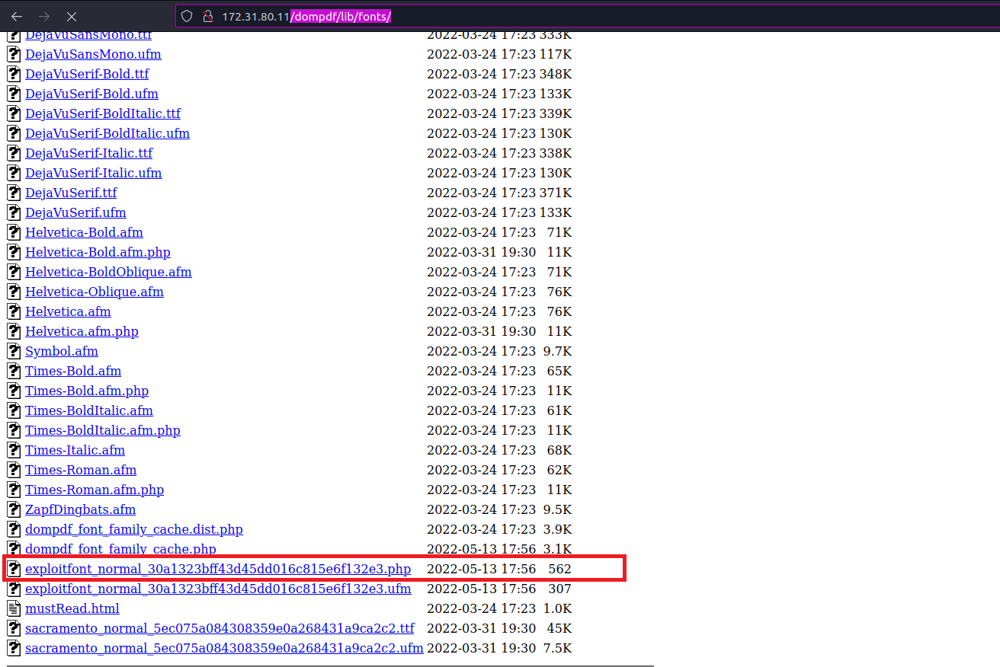 172.31.80.11/dompdf/lib/fonts/
DejaVuSansMono.ttf 2022-03-24 17:23 333K
DejaVuSansMono.ufm 2022-03-24 17:23 117K
DejaVuSerif-Bold.ttf 2022-03-24 17:23 348K
DejaVuSerif-Bold.ufm 2022-03-24 17:23 133K
DejaVuSerif-BoldItalic.ttf 2022-03-24 17:23 339K
DejaVuSerif-BoldItalic.ufm 2022-03-24 17:23 130K
DejaVuSerif-Italic.ttf 2022-03-24 17:23 338K
DejaVuSerif-Italic.ufm 2022-03-24 17:23 130K
DejaVuSerif.ttf 2022-03-24 17:23 371K
DejaVuSerif.ufm 2022-03-24 17:23 133K
Helvetica-Bold.afm 2022-03-24 17:23 71K
Helvetica-Bold.afm.php 2022-03-31 19:30 11K
Helvetica-BoldOblique.afm 2022-03-24 17:23 71K
Helvetica-Oblique.afm 2022-03-24 17:23 76K
Helvetica.afm 2022-03-24 17:23 76K
Helvetica.afm.php 2022-03-31 19:30 11K
Symbol.afm 2022-03-24 17:23 9.7K
Times-Bold.afm 2022-03-24 17:23 65K
Times-Bold.afm.php 2022-03-24 17:23 11K
Times-BoldItalic.afm 2022-03-24 17:23 61K
Times-BoldItalic.afm.php 2022-03-24 17:23 11K
Times-Italic.afm 2022-03-24 17:23 68K
Times-Roman.afm 2022-03-24 17:23 62K
Times-Roman.afm.php 2022-03-24 17:23 11K
ZapfDingbats.afm 2022-03-24 17:23 9.5K
dompdf_font_family_cache.dist.php 2022-03-24 17:23 3.9K
dompdf_font_family_cache.php 2022-05-13 17:56 3.1K
exploitfont_normal_30a1323bff43d45dd016c815e6f132e3.php 2022-05-13 17:56 562
exploitfont_normal_30a1323bff43d45dd016c815e6f132e3.ufm 2022-05-13 17:56 307
mustRead.html 2022-03-24 17:23 1.0K
sacramento_normal_5ec075a084308359e0a268431a9ca2c2.ttf 2022-03-31 19:30 45K
sacramento_normal_5ec075a084308359e0a268431a9ca2c2.ufm 2022-03-31 19:30 7.5K